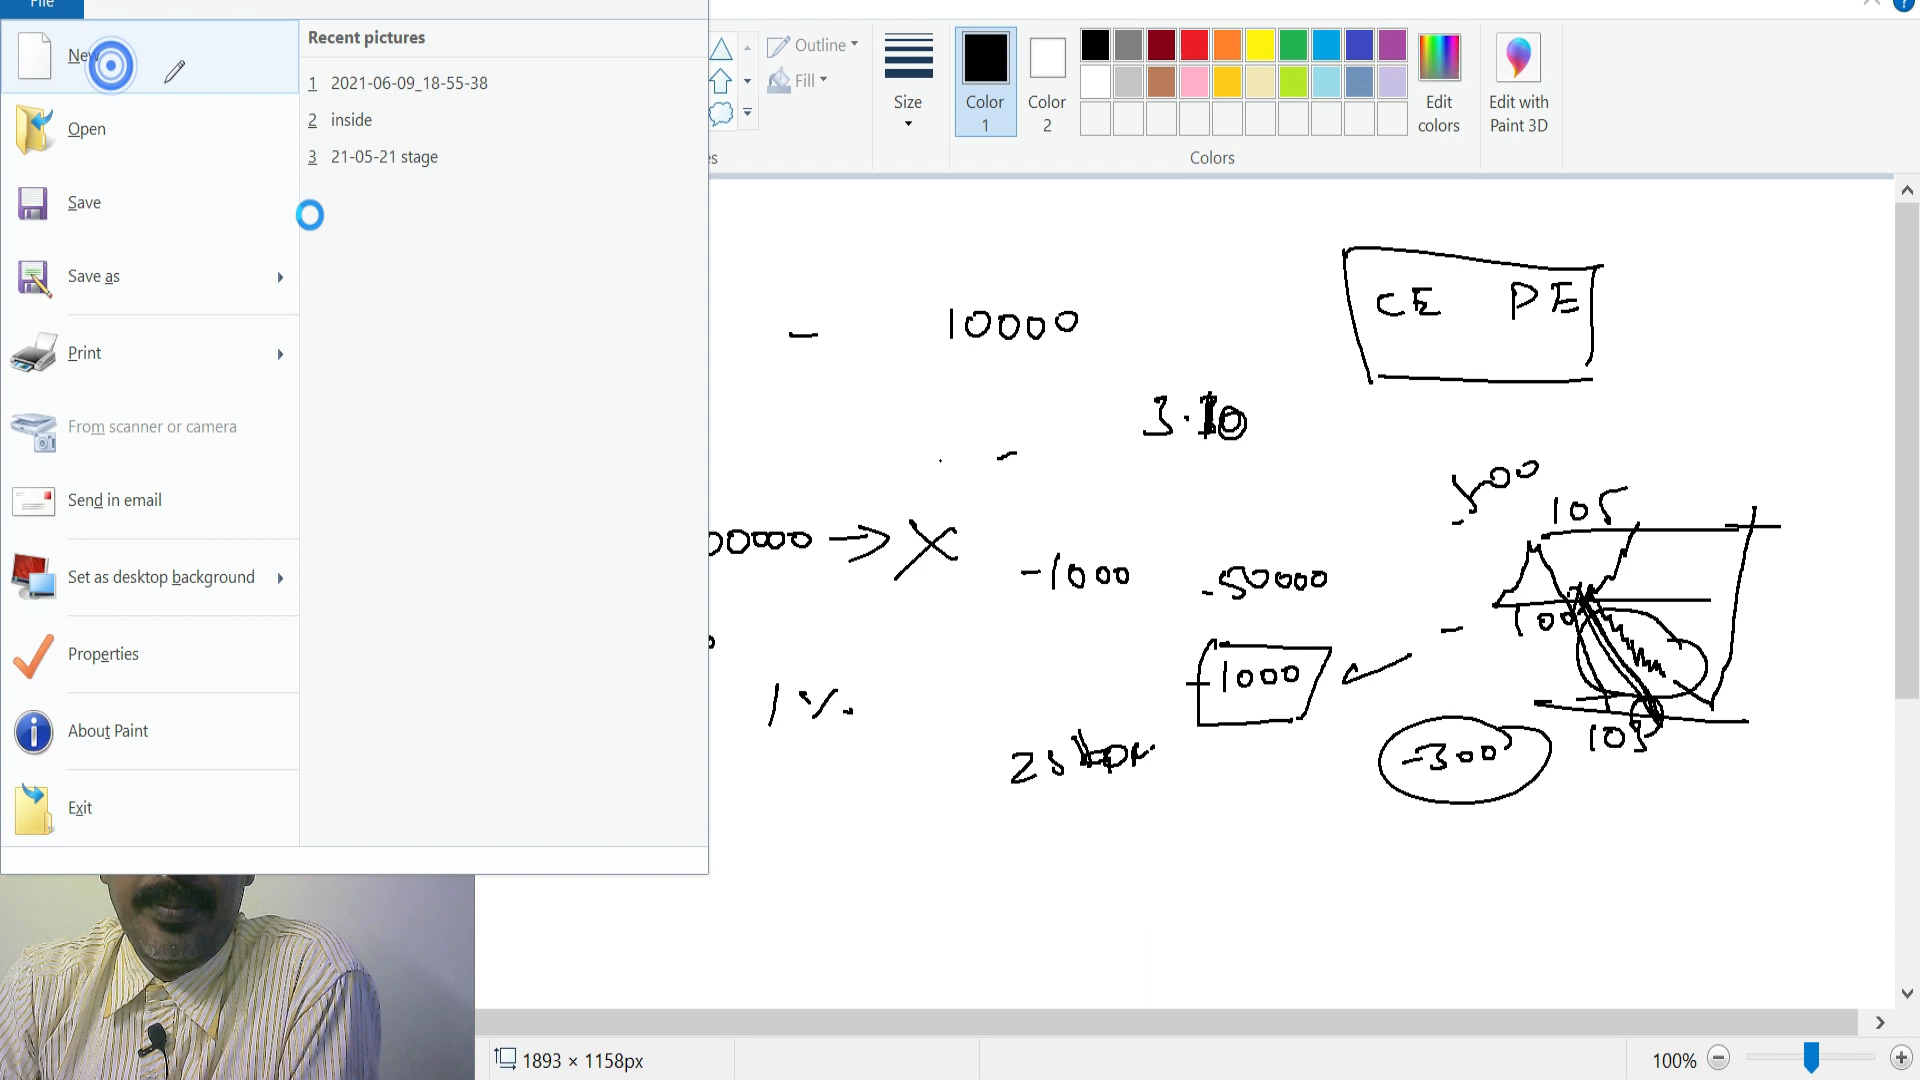 File
New
Open
Save
Save as
Print
From scanner or camera
Send in email
Set as desktop background
Properties
About Paint
Exit
Recent pictures
1 2021-06-09_18-55-38
2 inside
3 21-05-21 stage
Outline
Fill
Size
Color 1
Color 2
Edit colors
Edit with Paint 3D
Colors
- 10000
CE PE
3.10
105
00000 → X
-1000
-50000
100
-1000
1%
-300
103
1893 × 1158px
100%